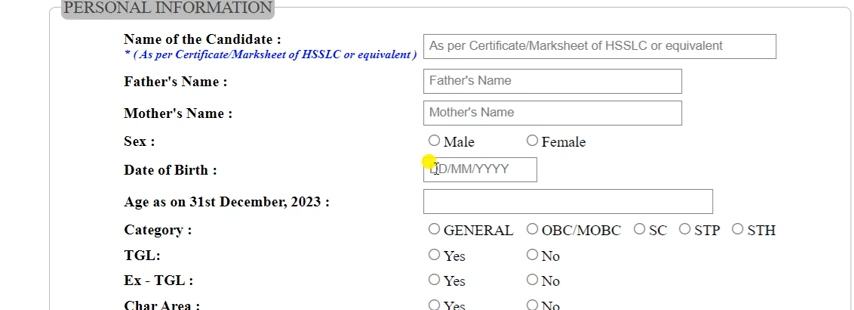 PERSONAL INFORMATION
Name of the Candidate :
As per Certificate/Marksheet of HSSLC or equivalent
* ( As per Certificate/Marksheet of HSSLC or equivalent )
Father's Name : Father's Name
Mother's Name : Mother's Name
Sex : Male Female
Date of Birth : DD/MM/YYYY
Age as on 31st December, 2023 :
Category : GENERAL OBC/MOBC SC STP STH
TGL: Yes No
Ex - TGL : Yes No
Char Area : Yes No